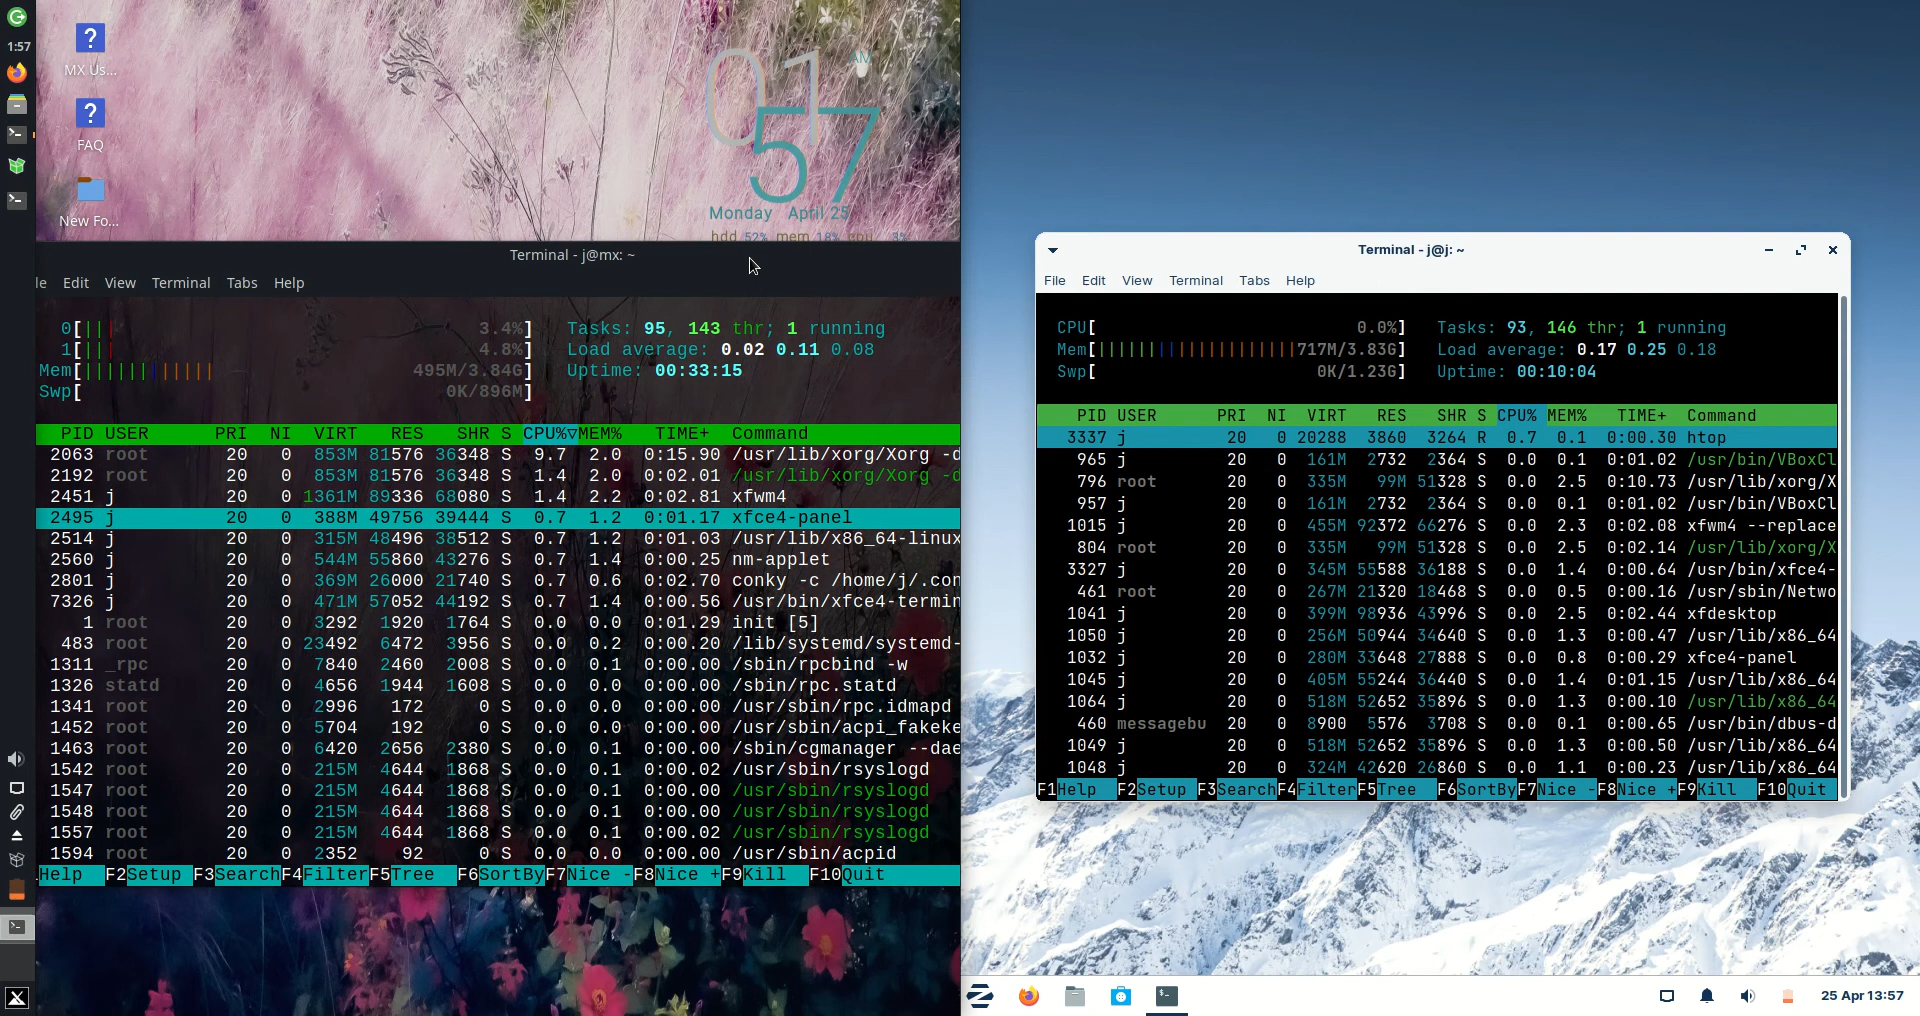 1:57
MX Us...
FAQ
New Fo...
01
AM
57
Monday April 25
hdd 52% mem 18% cpu 3%
Terminal - j@mx: ~
le Edit View Terminal Tabs Help
0[||| 3.4%] Tasks: 95, 143 thr; 1 running
1[||| 4.8%] Load average: 0.02 0.11 0.08
Mem[|||||||||||| 495M/3.84G] Uptime: 00:33:15
Swp[ 0K/896M]
PID USER PRI NI VIRT RES SHR S CPU%▽MEM% TIME+ Command
2063 root 20 0 853M 81576 36348 S 9.7 2.0 0:15.90 /usr/lib/xorg/Xorg -d
2192 root 20 0 853M 81576 36348 S 1.4 2.0 0:02.01 /usr/lib/xorg/Xorg -d
2451 j 20 0 1361M 89336 68080 S 1.4 2.2 0:02.81 xfwm4
2495 j 20 0 388M 49756 39444 S 0.7 1.2 0:01.17 xfce4-panel
2514 j 20 0 315M 48496 38512 S 0.7 1.2 0:01.03 /usr/lib/x86_64-linux
2560 j 20 0 544M 55860 43276 S 0.7 1.4 0:00.25 nm-applet
2801 j 20 0 369M 26000 21740 S 0.7 0.6 0:02.70 conky -c /home/j/.con
7326 j 20 0 471M 57052 44192 S 0.7 1.4 0:00.56 /usr/bin/xfce4-termin
1 root 20 0 3292 1920 1764 S 0.0 0.0 0:01.29 init [5]
483 root 20 0 23492 6472 3956 S 0.0 0.2 0:00.20 /lib/systemd/systemd-
1311 _rpc 20 0 7840 2460 2008 S 0.0 0.1 0:00.00 /sbin/rpcbind -w
1326 statd 20 0 4656 1944 1608 S 0.0 0.0 0:00.00 /sbin/rpc.statd
1341 root 20 0 2996 172 0 S 0.0 0.0 0:00.00 /usr/sbin/rpc.idmapd
1452 root 20 0 5704 192 0 S 0.0 0.0 0:00.00 /usr/sbin/acpi_fakeke
1463 root 20 0 6420 2656 2380 S 0.0 0.1 0:00.00 /sbin/cgmanager --dae
1542 root 20 0 215M 4644 1868 S 0.0 0.1 0:00.02 /usr/sbin/rsyslogd
1547 root 20 0 215M 4644 1868 S 0.0 0.1 0:00.00 /usr/sbin/rsyslogd
1548 root 20 0 215M 4644 1868 S 0.0 0.1 0:00.00 /usr/sbin/rsyslogd
1557 root 20 0 215M 4644 1868 S 0.0 0.1 0:00.02 /usr/sbin/rsyslogd
1594 root 20 0 2352 92 0 S 0.0 0.0 0:00.00 /usr/sbin/acpid
Help F2Setup F3SearchF4FilterF5Tree F6SortByF7Nice -F8Nice +F9Kill F10Quit
Terminal - j@j: ~
File Edit View Terminal Tabs Help
CPU[ 0.0%] Tasks: 93, 146 thr; 1 running
Mem[||||||||||||||||||||717M/3.83G] Load average: 0.17 0.25 0.18
Swp[ 0K/1.23G] Uptime: 00:10:04
PID USER PRI NI VIRT RES SHR S CPU% MEM% TIME+ Command
3337 j 20 0 20288 3860 3264 R 0.7 0.1 0:00.30 htop
965 j 20 0 161M 2732 2364 S 0.0 0.1 0:01.02 /usr/bin/VBoxCl
796 root 20 0 335M 99M 51328 S 0.0 2.5 0:10.73 /usr/lib/xorg/X
957 j 20 0 161M 2732 2364 S 0.0 0.1 0:01.02 /usr/bin/VBoxCl
1015 j 20 0 455M 92372 66276 S 0.0 2.3 0:02.08 xfwm4 --replace
804 root 20 0 335M 99M 51328 S 0.0 2.5 0:02.14 /usr/lib/xorg/X
3327 j 20 0 345M 55588 36188 S 0.0 1.4 0:00.64 /usr/bin/xfce4-
461 root 20 0 267M 21320 18468 S 0.0 0.5 0:00.16 /usr/sbin/Netwo
1041 j 20 0 399M 98936 43996 S 0.0 2.5 0:02.44 xfdesktop
1050 j 20 0 256M 50944 34640 S 0.0 1.3 0:00.47 /usr/lib/x86_64
1032 j 20 0 280M 33648 27888 S 0.0 0.8 0:00.29 xfce4-panel
1045 j 20 0 405M 55244 36440 S 0.0 1.4 0:01.15 /usr/lib/x86_64
1064 j 20 0 518M 52652 35896 S 0.0 1.3 0:00.10 /usr/lib/x86_64
460 messagebu 20 0 8900 5576 3708 S 0.0 0.1 0:00.65 /usr/bin/dbus-d
1049 j 20 0 518M 52652 35896 S 0.0 1.3 0:00.50 /usr/lib/x86_64
1048 j 20 0 324M 42620 26860 S 0.0 1.1 0:00.23 /usr/lib/x86_64
F1Help F2Setup F3SearchF4FilterF5Tree F6SortByF7Nice -F8Nice +F9Kill F10Quit
25 Apr 13:57